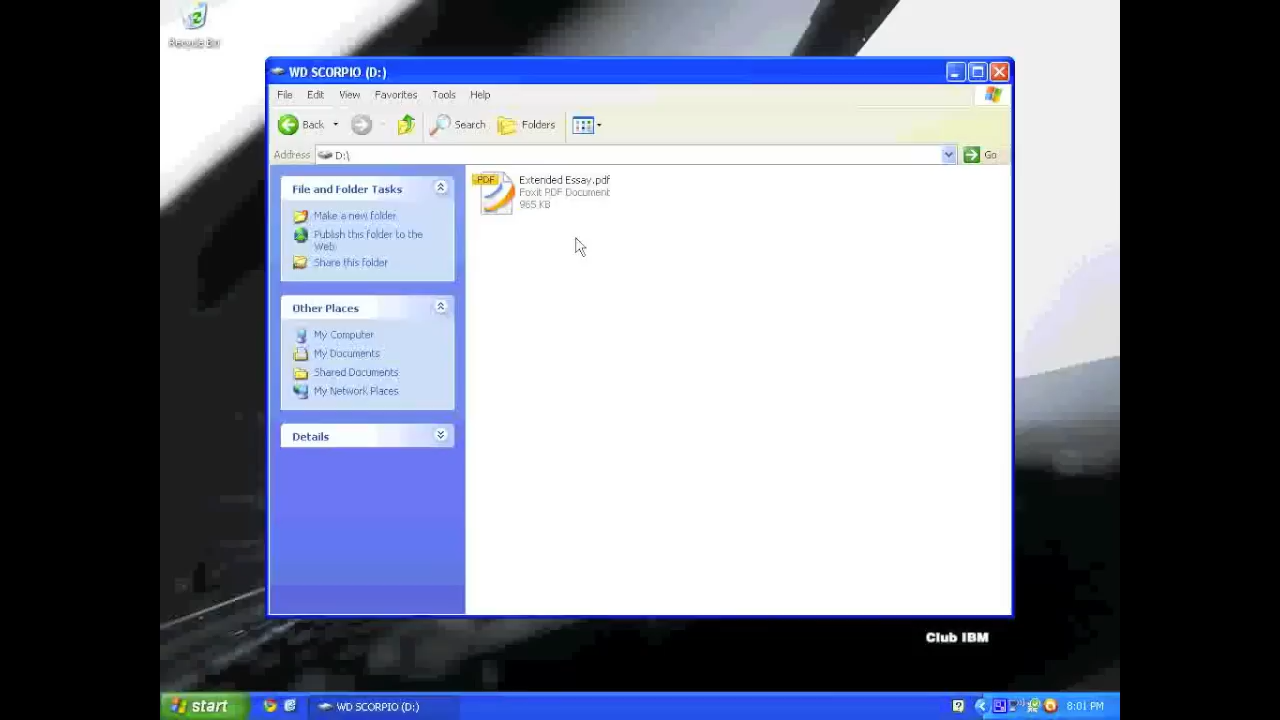 Recycle Bin
WD SCORPIO (D:)
File Edit View Favorites Tools Help
Back Search Folders
Address D:\ Go
File and Folder Tasks
Make a new folder
Publish this folder to the
Web
Share this folder
Other Places
My Computer
My Documents
Shared Documents
My Network Places
Details
PDF
Extended Essay.pdf
Foxit PDF Document
965 KB
Club IBM
start
WD SCORPIO (D:)
8:01 PM